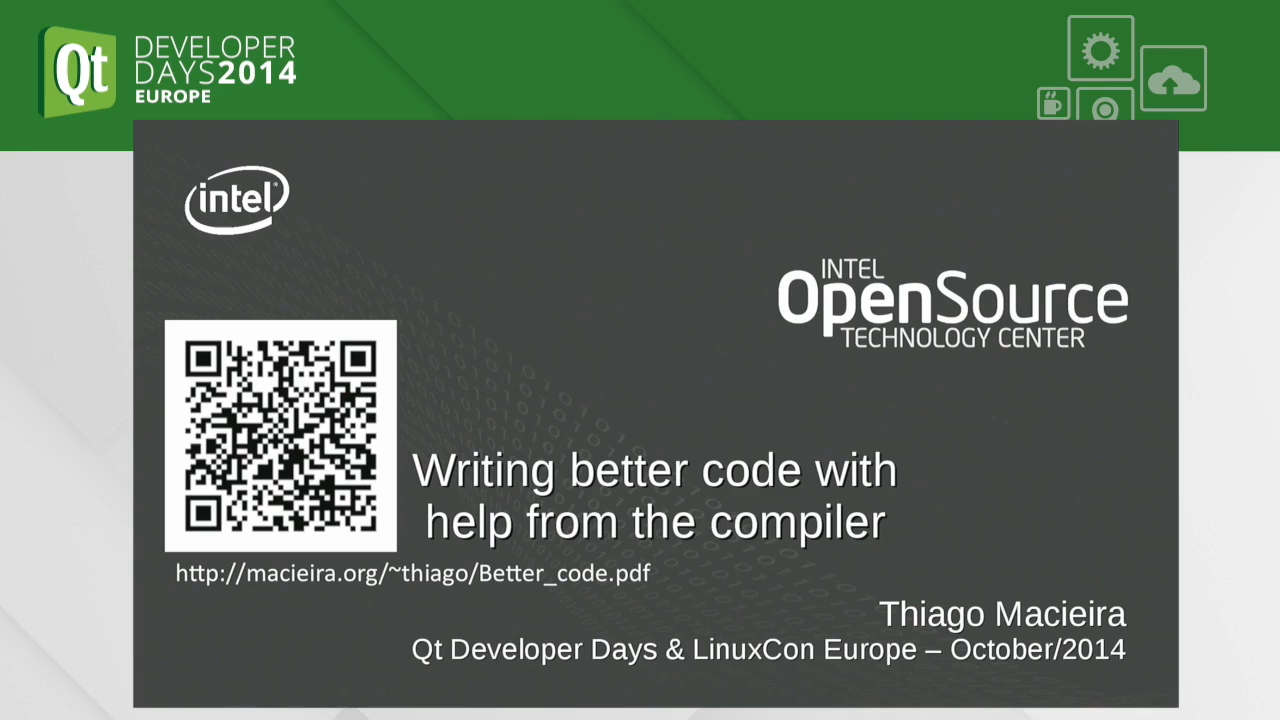 Qt
DEVELOPER
DAYS2014
EUROPE
intel
INTEL
OpenSource
TECHNOLOGY CENTER
Writing better code with
help from the compiler
http://macieira.org/~thiago/Better_code.pdf
Thiago Macieira
Qt Developer Days & LinuxCon Europe – October/2014